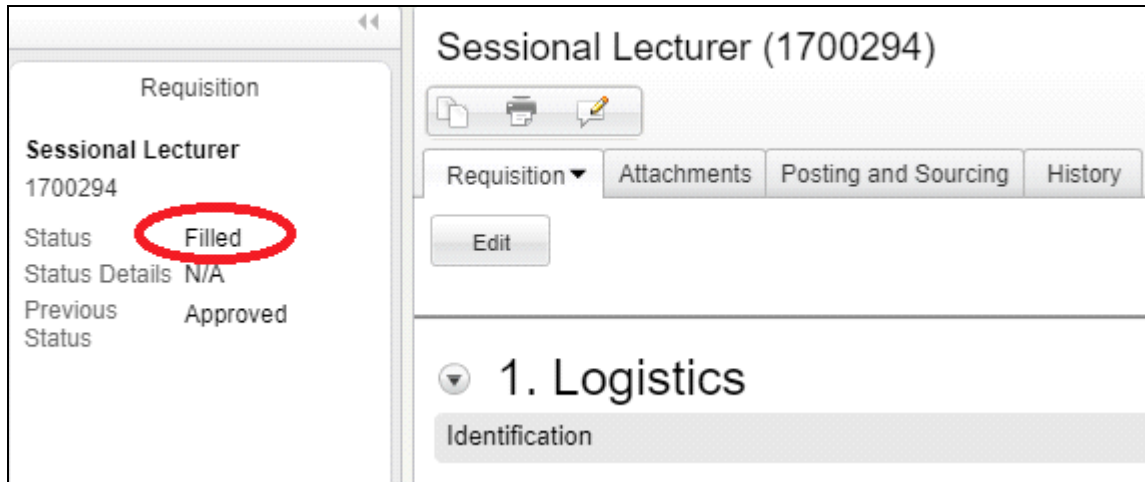 Requisition
Sessional Lecturer
1700294
Status Filled
Status Details N/A
Previous Status Approved
Sessional Lecturer (1700294)
Requisition Attachments Posting and Sourcing History
Edit
1. Logistics
Identification